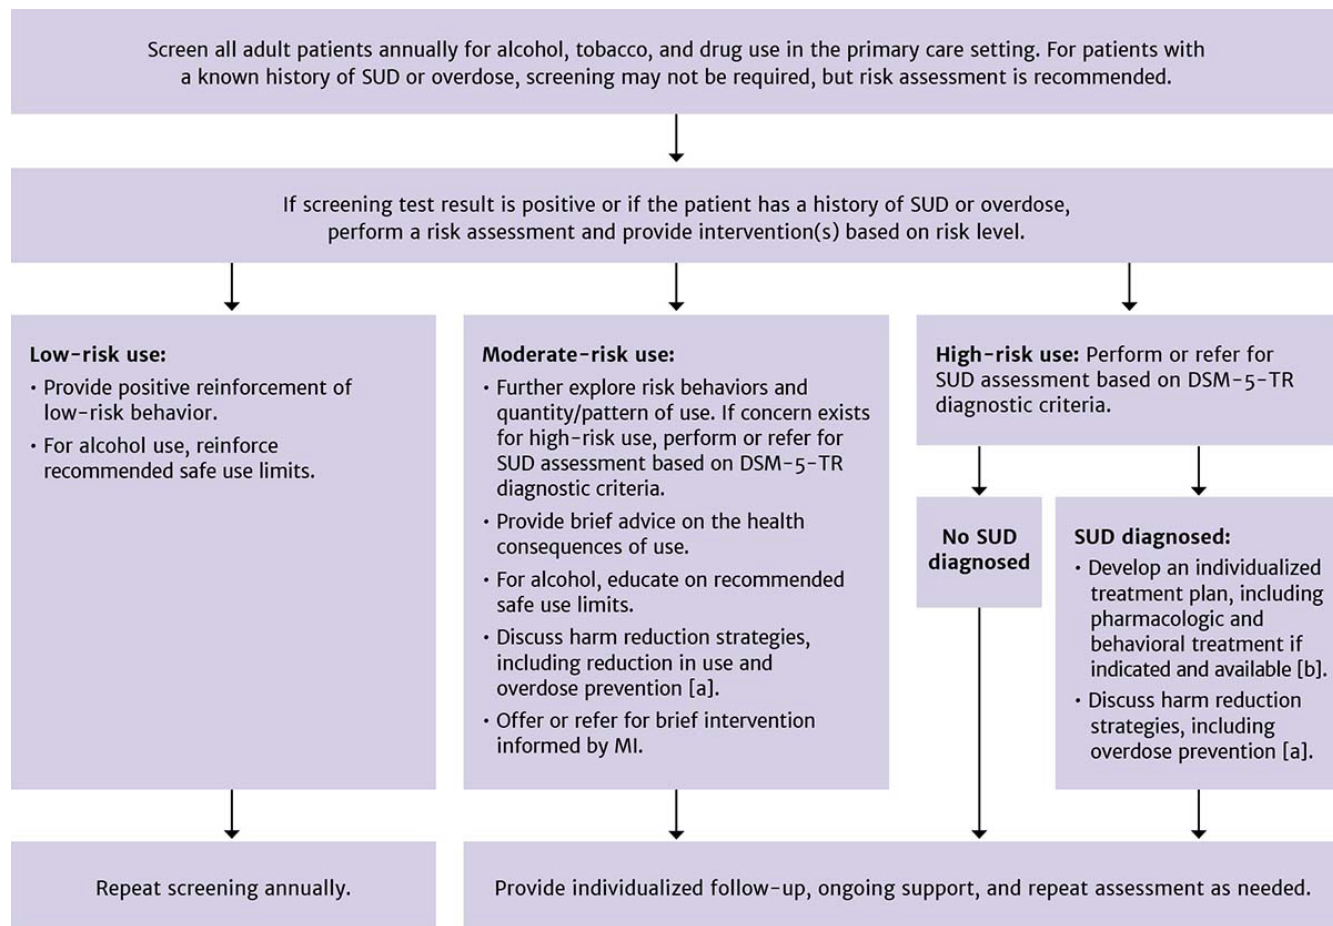 Screen all adult patients annually for alcohol, tobacco, and drug use in the primary care setting. For patients with
a known history of SUD or overdose, screening may not be required, but risk assessment is recommended.
If screening test result is positive or if the patient has a history of SUD or overdose,
perform a risk assessment and provide intervention(s) based on risk level.
Low-risk use:
• Provide positive reinforcement of
low-risk behavior.
• For alcohol use, reinforce
recommended safe use limits.
Moderate-risk use:
• Further explore risk behaviors and
quantity/pattern of use. If concern exists
for high-risk use, perform or refer for
SUD assessment based on DSM-5-TR
diagnostic criteria.
• Provide brief advice on the health
consequences of use.
• For alcohol, educate on recommended
safe use limits.
• Discuss harm reduction strategies,
including reduction in use and
overdose prevention [a].
• Offer or refer for brief intervention
informed by MI.
High-risk use: Perform or refer for
SUD assessment based on DSM-5-TR
diagnostic criteria.
No SUD
diagnosed
SUD diagnosed:
• Develop an individualized
treatment plan, including
pharmacologic and
behavioral treatment if
indicated and available [b].
• Discuss harm reduction
strategies, including
overdose prevention [a].
Repeat screening annually.
Provide individualized follow-up, ongoing support, and repeat assessment as needed.